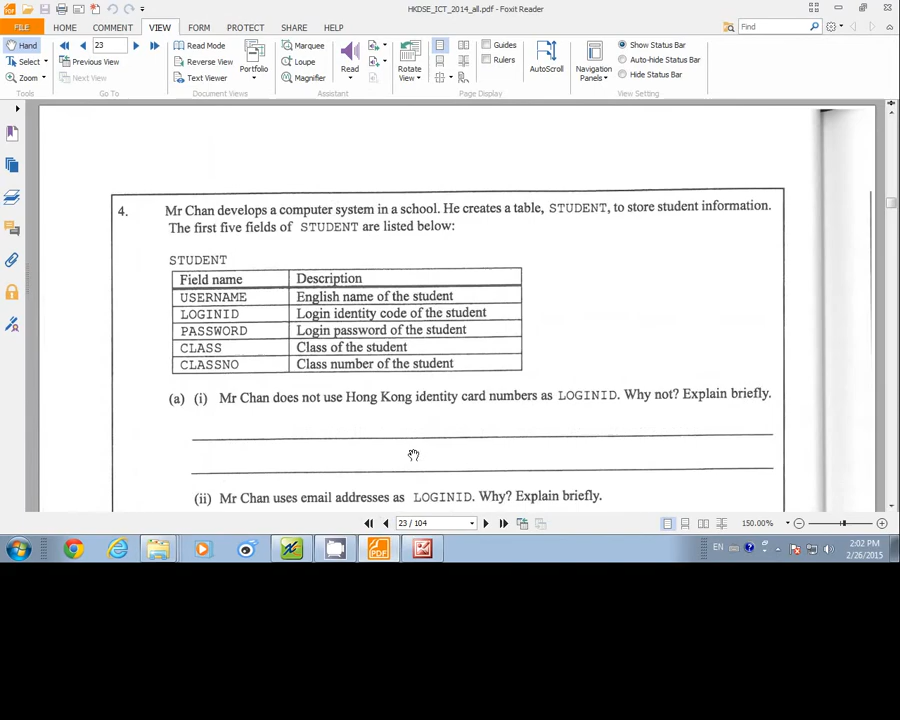 HKDSE_ICT_2014_all.pdf - Foxit Reader
FILE HOME COMMENT VIEW FORM PROTECT SHARE HELP
Find
Hand
23
Select
Previous View
Zoom
Next View
Tools
Go To
Read Mode
Reverse View
Text Viewer
Portfolio
Document Views
Marquee
Loupe
Magnifier
Read
Assistant
Rotate View
Guides
Rulers
AutoScroll
Page Display
Navigation Panels
Show Status Bar
Auto-hide Status Bar
Hide Status Bar
View Setting
4. Mr Chan develops a computer system in a school. He creates a table, STUDENT, to store student information.
The first five fields of STUDENT are listed below:
STUDENT
Field name Description
USERNAME English name of the student
LOGINID Login identity code of the student
PASSWORD Login password of the student
CLASS Class of the student
CLASSNO Class number of the student
(a) (i) Mr Chan does not use Hong Kong identity card numbers as LOGINID. Why not? Explain briefly.
(ii) Mr Chan uses email addresses as LOGINID. Why? Explain briefly.
23 / 104
150.00%
EN
2:02 PM
2/26/2015
PDF